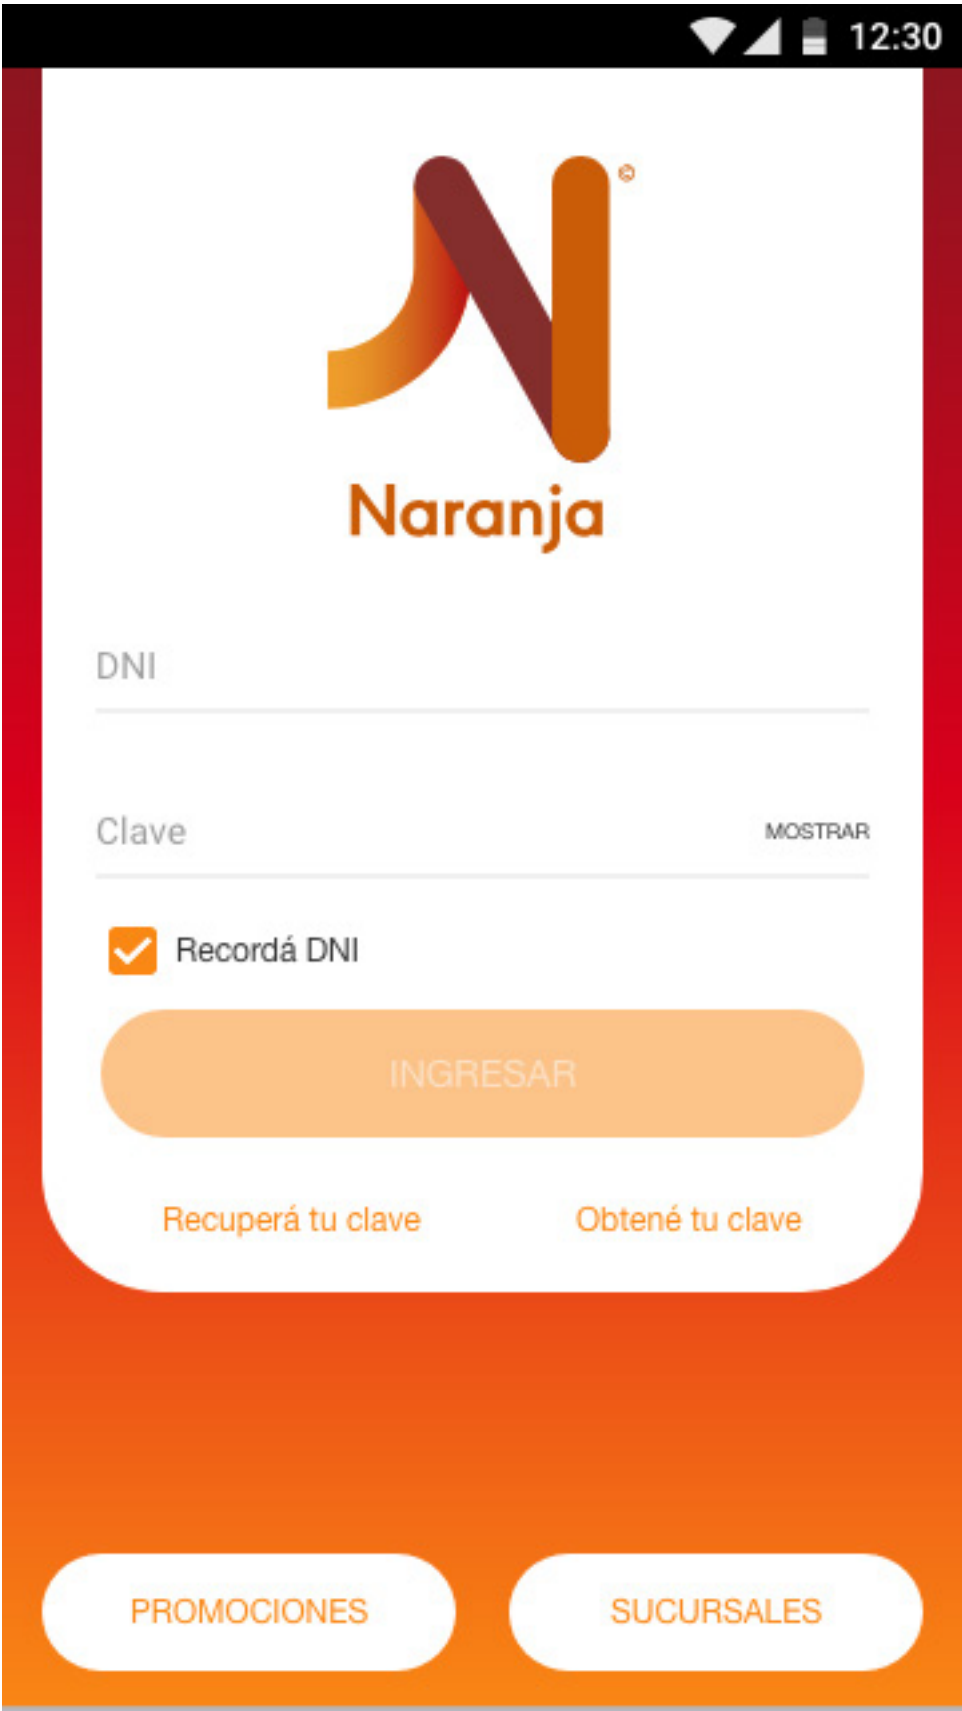 12:30
©
Naranja
DNI
Clave
MOSTRAR
Recordá DNI
INGRESAR
Recuperá tu clave
Obtené tu clave
PROMOCIONES
SUCURSALES